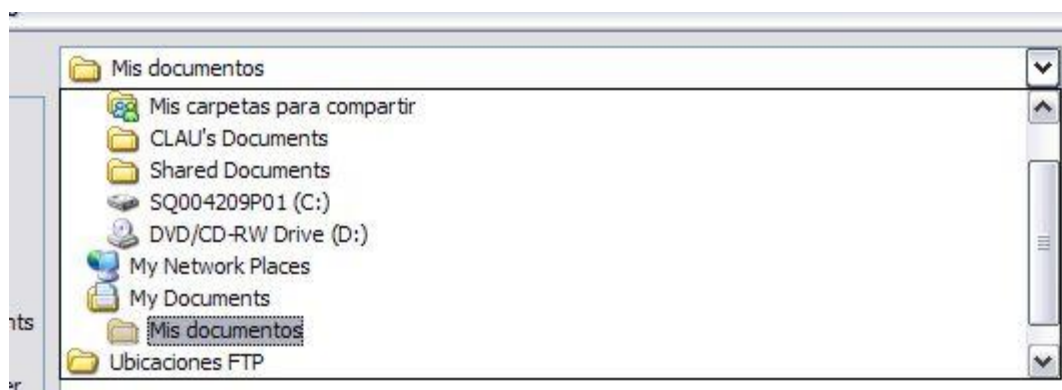 Mis documentos
Mis carpetas para compartir
CLAU's Documents
Shared Documents
SQ004209P01 (C:)
DVD/CD-RW Drive (D:)
My Network Places
My Documents
Mis documentos
Ubicaciones FTP